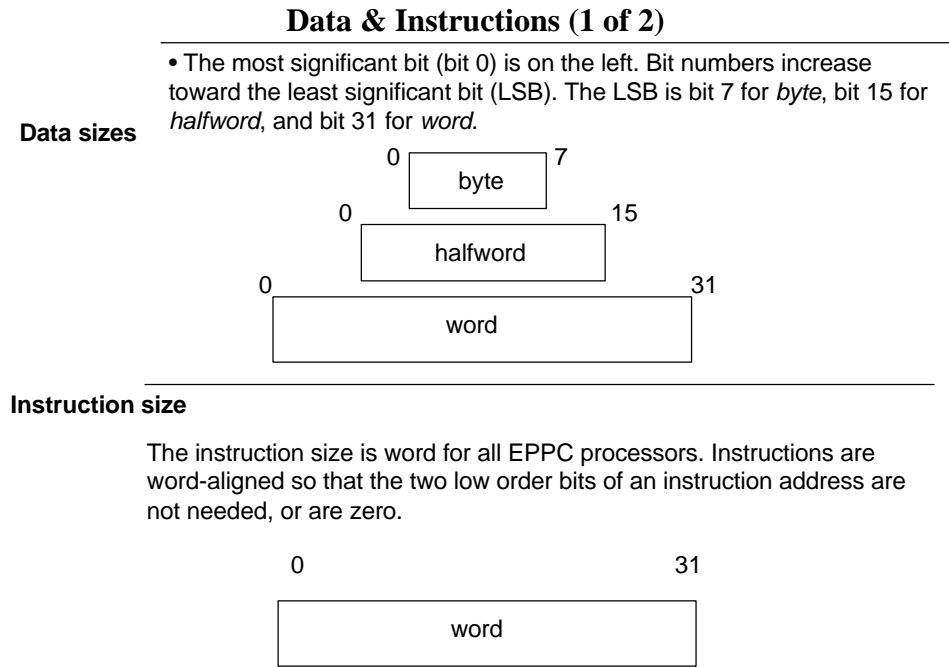 Data & Instructions (1 of 2)
• The most significant bit (bit 0) is on the left. Bit numbers increase
toward the least significant bit (LSB). The LSB is bit 7 for byte, bit 15 for
halfword, and bit 31 for word.
Data sizes
0 7
byte
0 15
halfword
0 31
word
Instruction size
The instruction size is word for all EPPC processors. Instructions are
word-aligned so that the two low order bits of an instruction address are
not needed, or are zero.
0 31
word